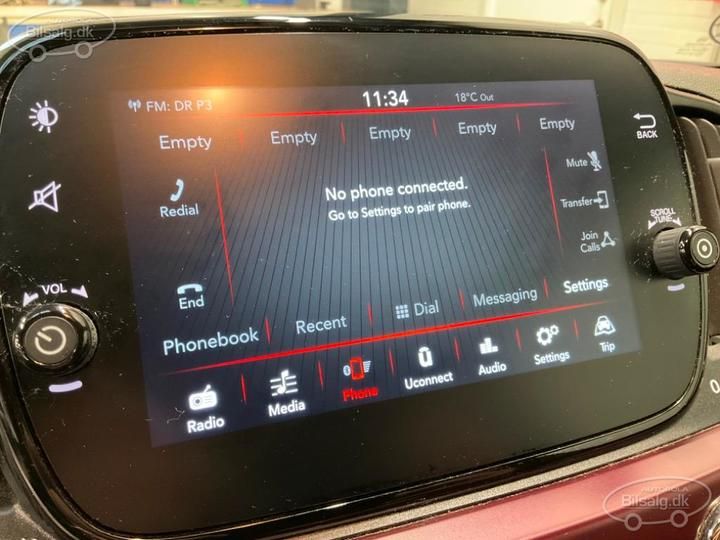 AUTOROLA
Bilsalg.dk
FM: DR P3
11:34
18°C Out
Empty
Empty
Empty
Empty
Empty
BACK
No phone connected.
Go to Settings to pair phone.
Redial
Mute
Transfer
Join
Calls
SCROLL
TUNE
VOL
End
Phonebook
Recent
Dial
Messaging
Settings
Radio
Media
Phone
Uconnect
Audio
Settings
Trip
AUTOROLA
Bilsalg.dk